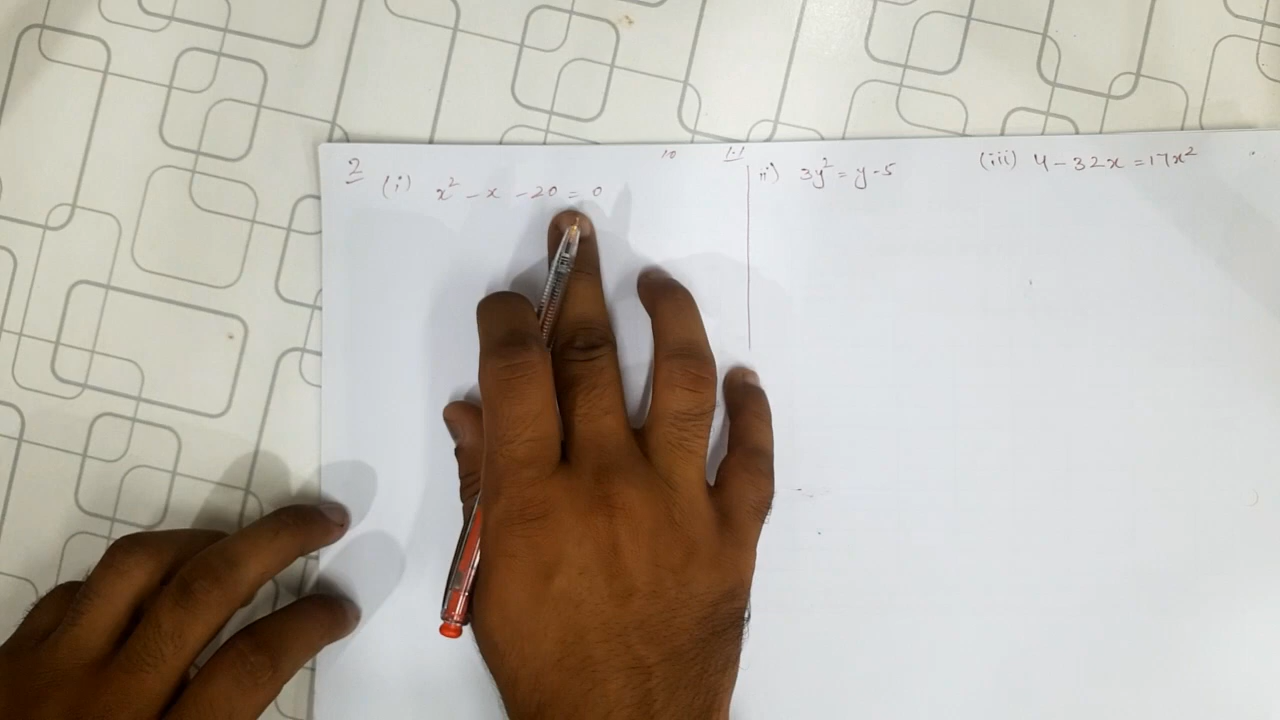 10 1.1
2 (i) x² - x - 20 = 0
ii) 3y² = y - 5
(iii) 4 - 32x = 17x²